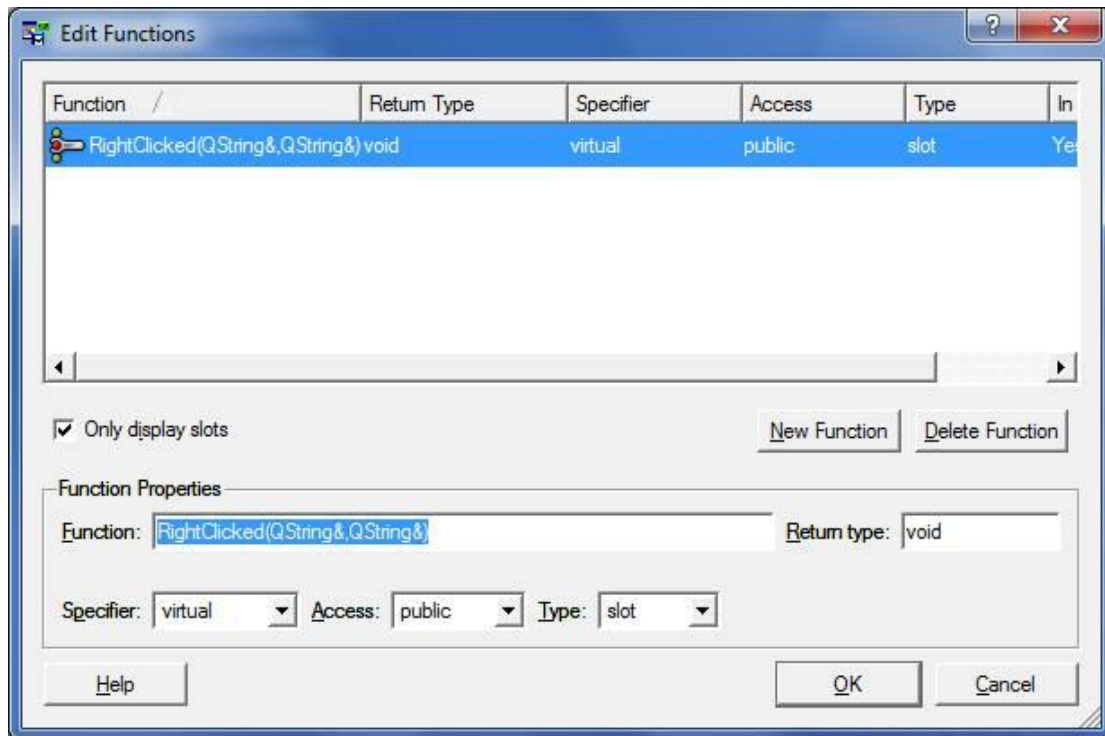 Edit Functions
Function Return Type Specifier Access Type In
RightClicked(QString&,QString&) void virtual public slot Yes
Only display slots New Function Delete Function
Function Properties
Function: RightClicked(QString&,QString&) Return type: void
Specifier: virtual Access: public Type: slot
Help OK Cancel